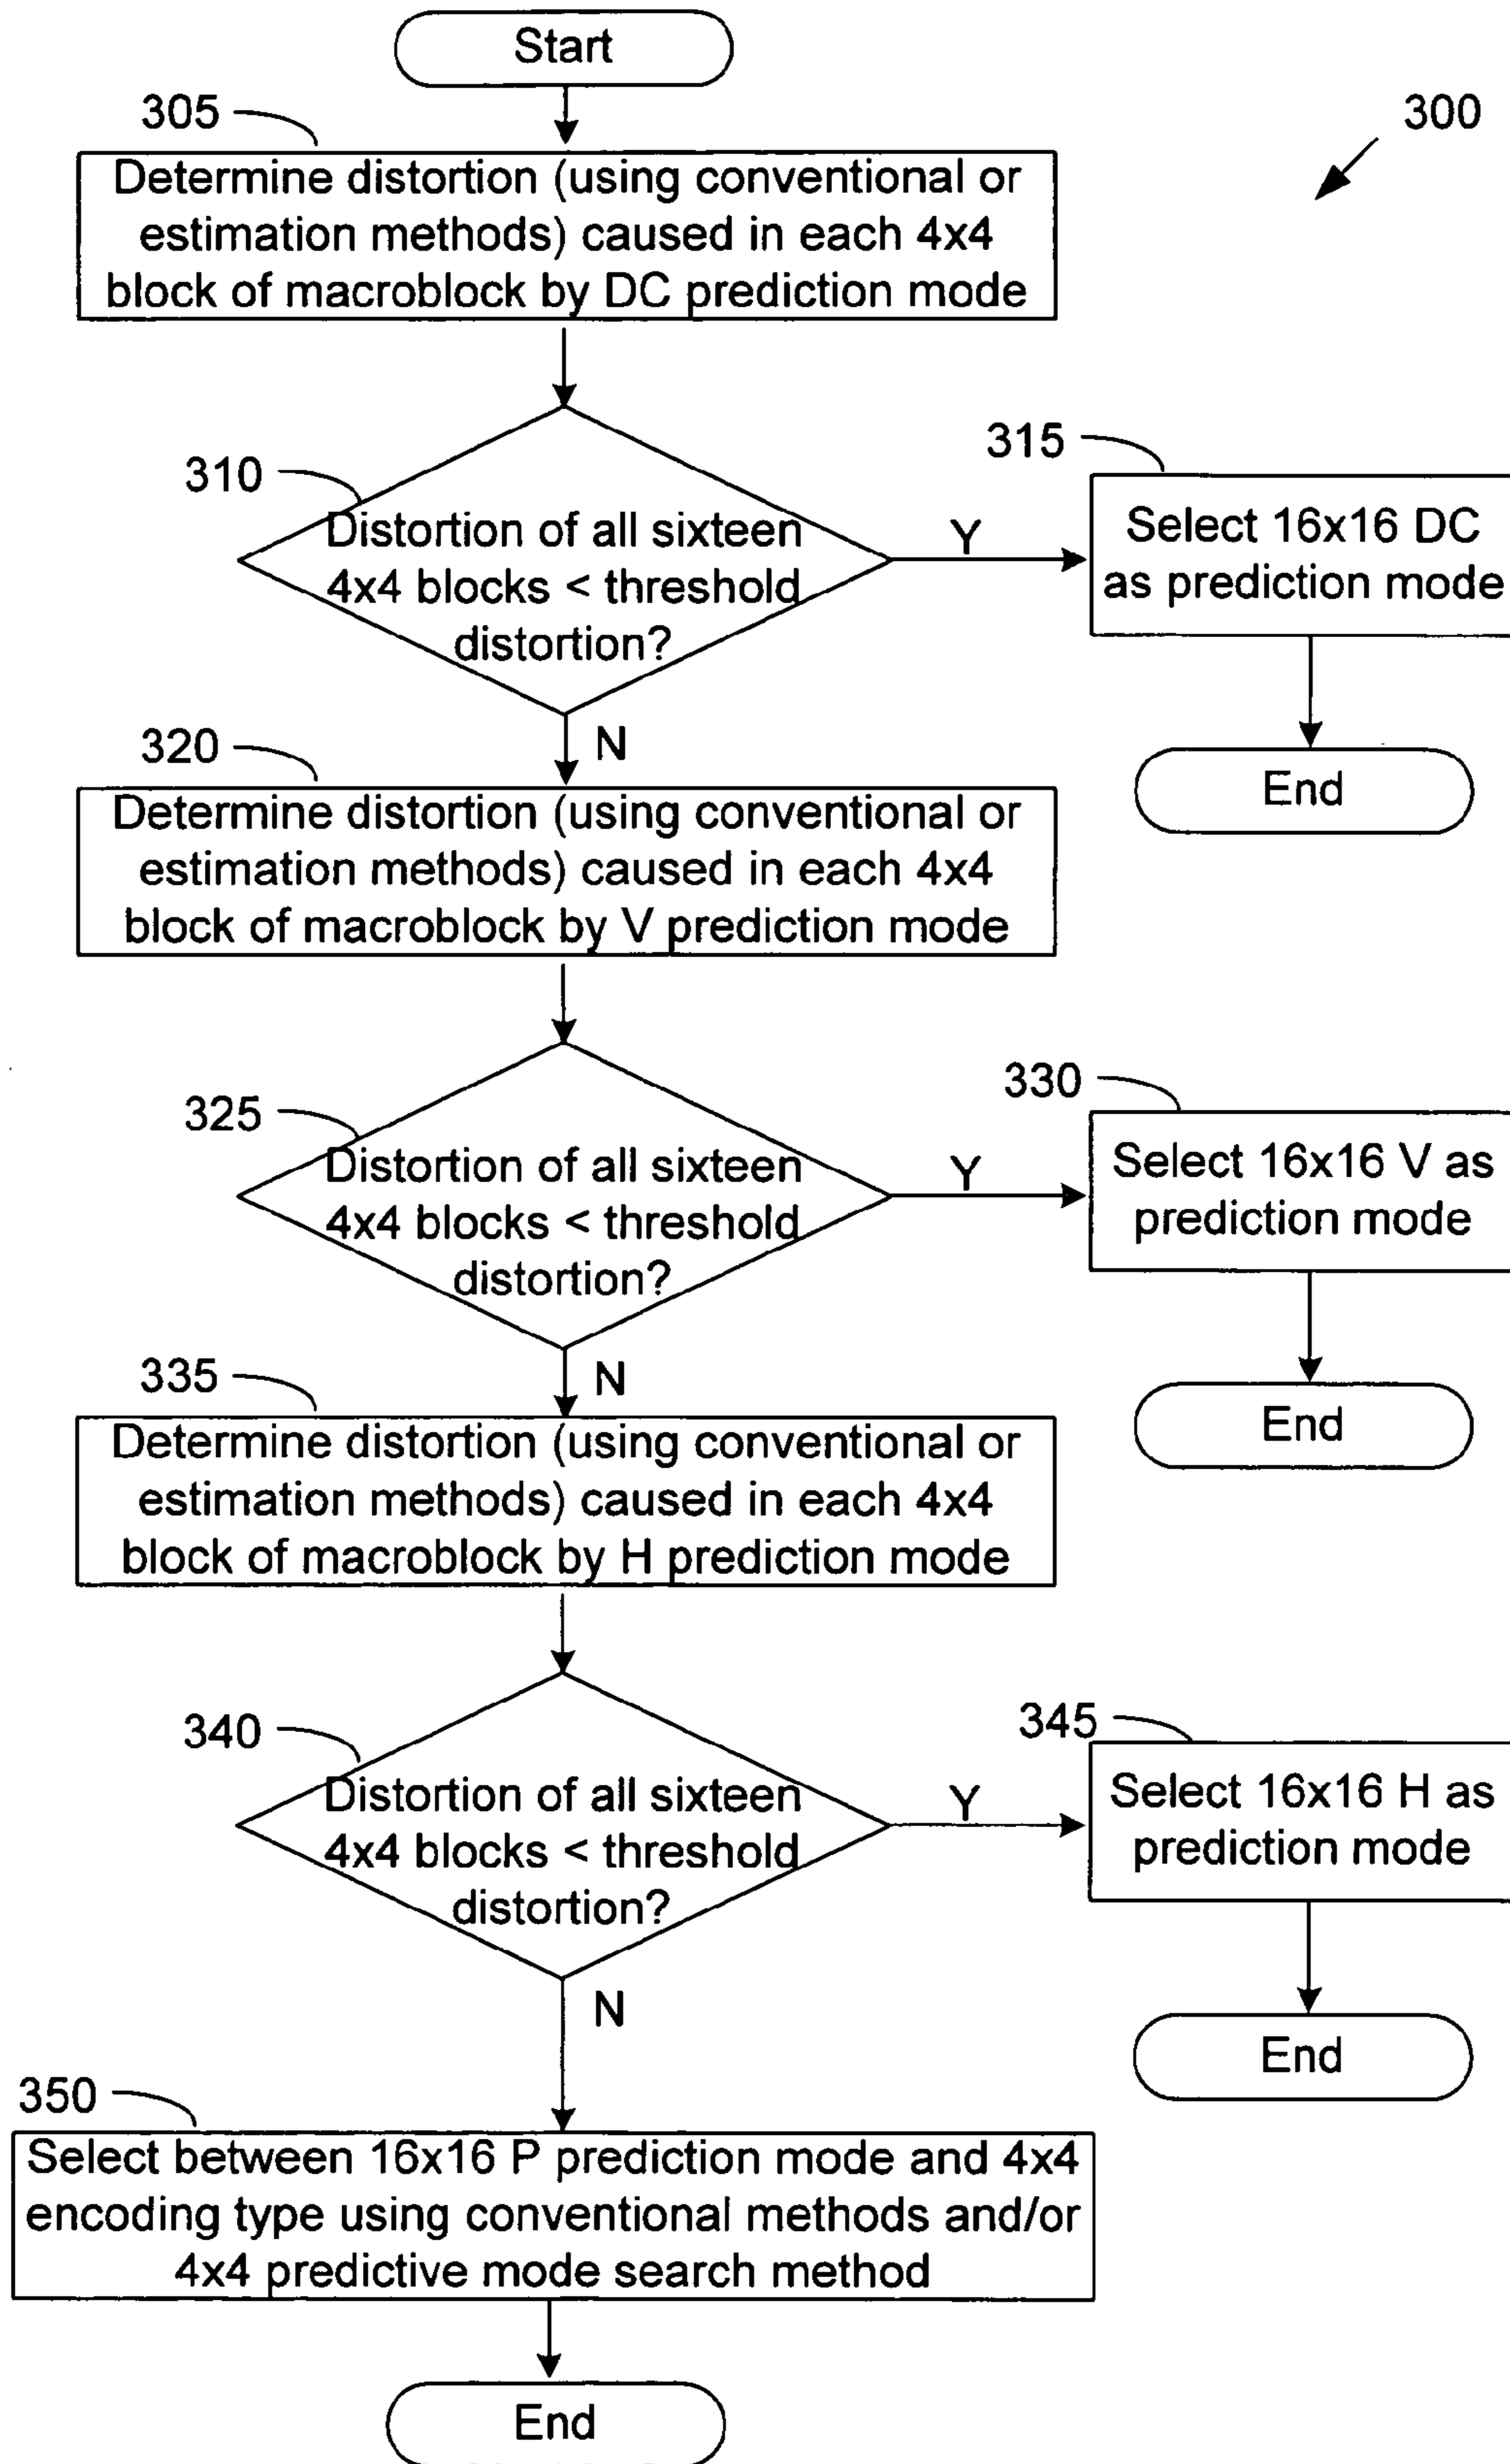 Start
305
300
Determine distortion (using conventional or
estimation methods) caused in each 4x4
block of macroblock by DC prediction mode
310
Distortion of all sixteen
4x4 blocks < threshold
distortion?
Y
315
Select 16x16 DC
as prediction mode
End
N
320
Determine distortion (using conventional or
estimation methods) caused in each 4x4
block of macroblock by V prediction mode
325
Distortion of all sixteen
4x4 blocks < threshold
distortion?
Y
330
Select 16x16 V as
prediction mode
End
N
335
Determine distortion (using conventional or
estimation methods) caused in each 4x4
block of macroblock by H prediction mode
340
Distortion of all sixteen
4x4 blocks < threshold
distortion?
Y
345
Select 16x16 H as
prediction mode
End
N
350
Select between 16x16 P prediction mode and 4x4
encoding type using conventional methods and/or
4x4 predictive mode search method
End